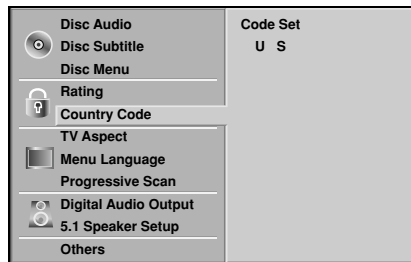 Disc Audio
Disc Subtitle
Disc Menu
Rating
Country Code
TV Aspect
Menu Language
Progressive Scan
Digital Audio Output
5.1 Speaker Setup
Others
Code Set
U S